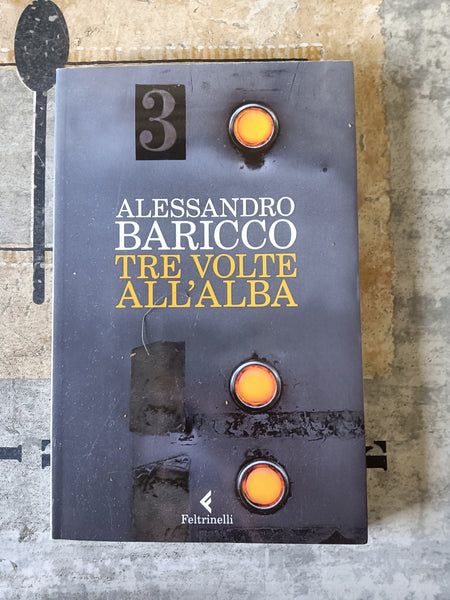 3
ALESSANDRO
BARICCO
TRE VOLTE
ALL'ALBA
Feltrinelli